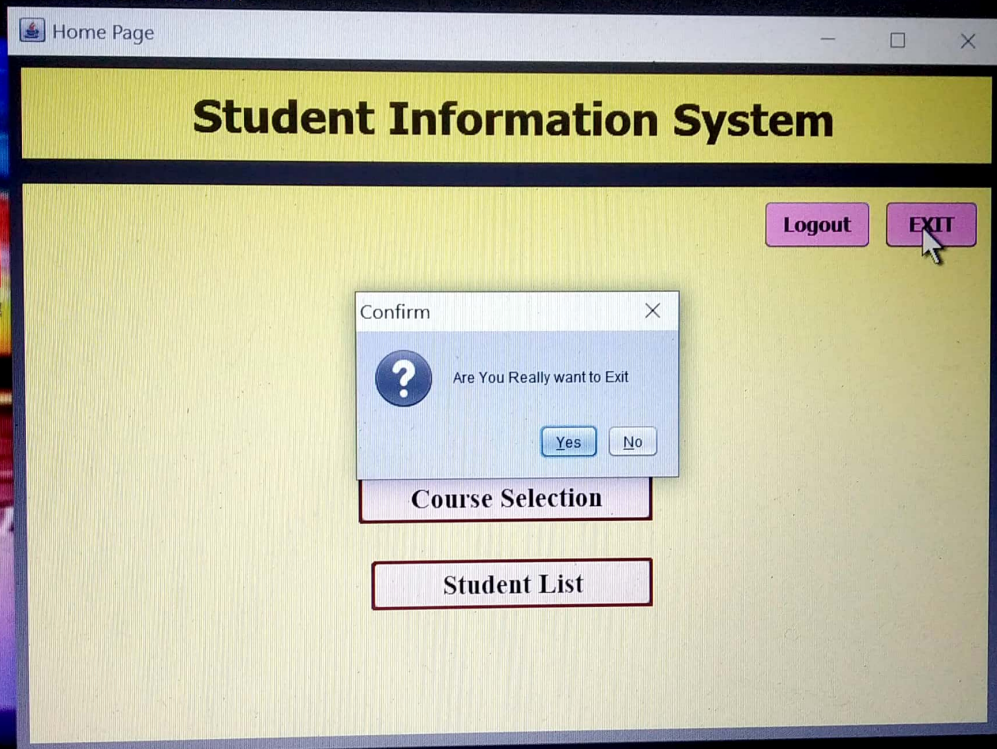 Home Page
Student Information System
Logout
EXIT
Confirm
Are You Really want to Exit
Yes
No
Course Selection
Student List